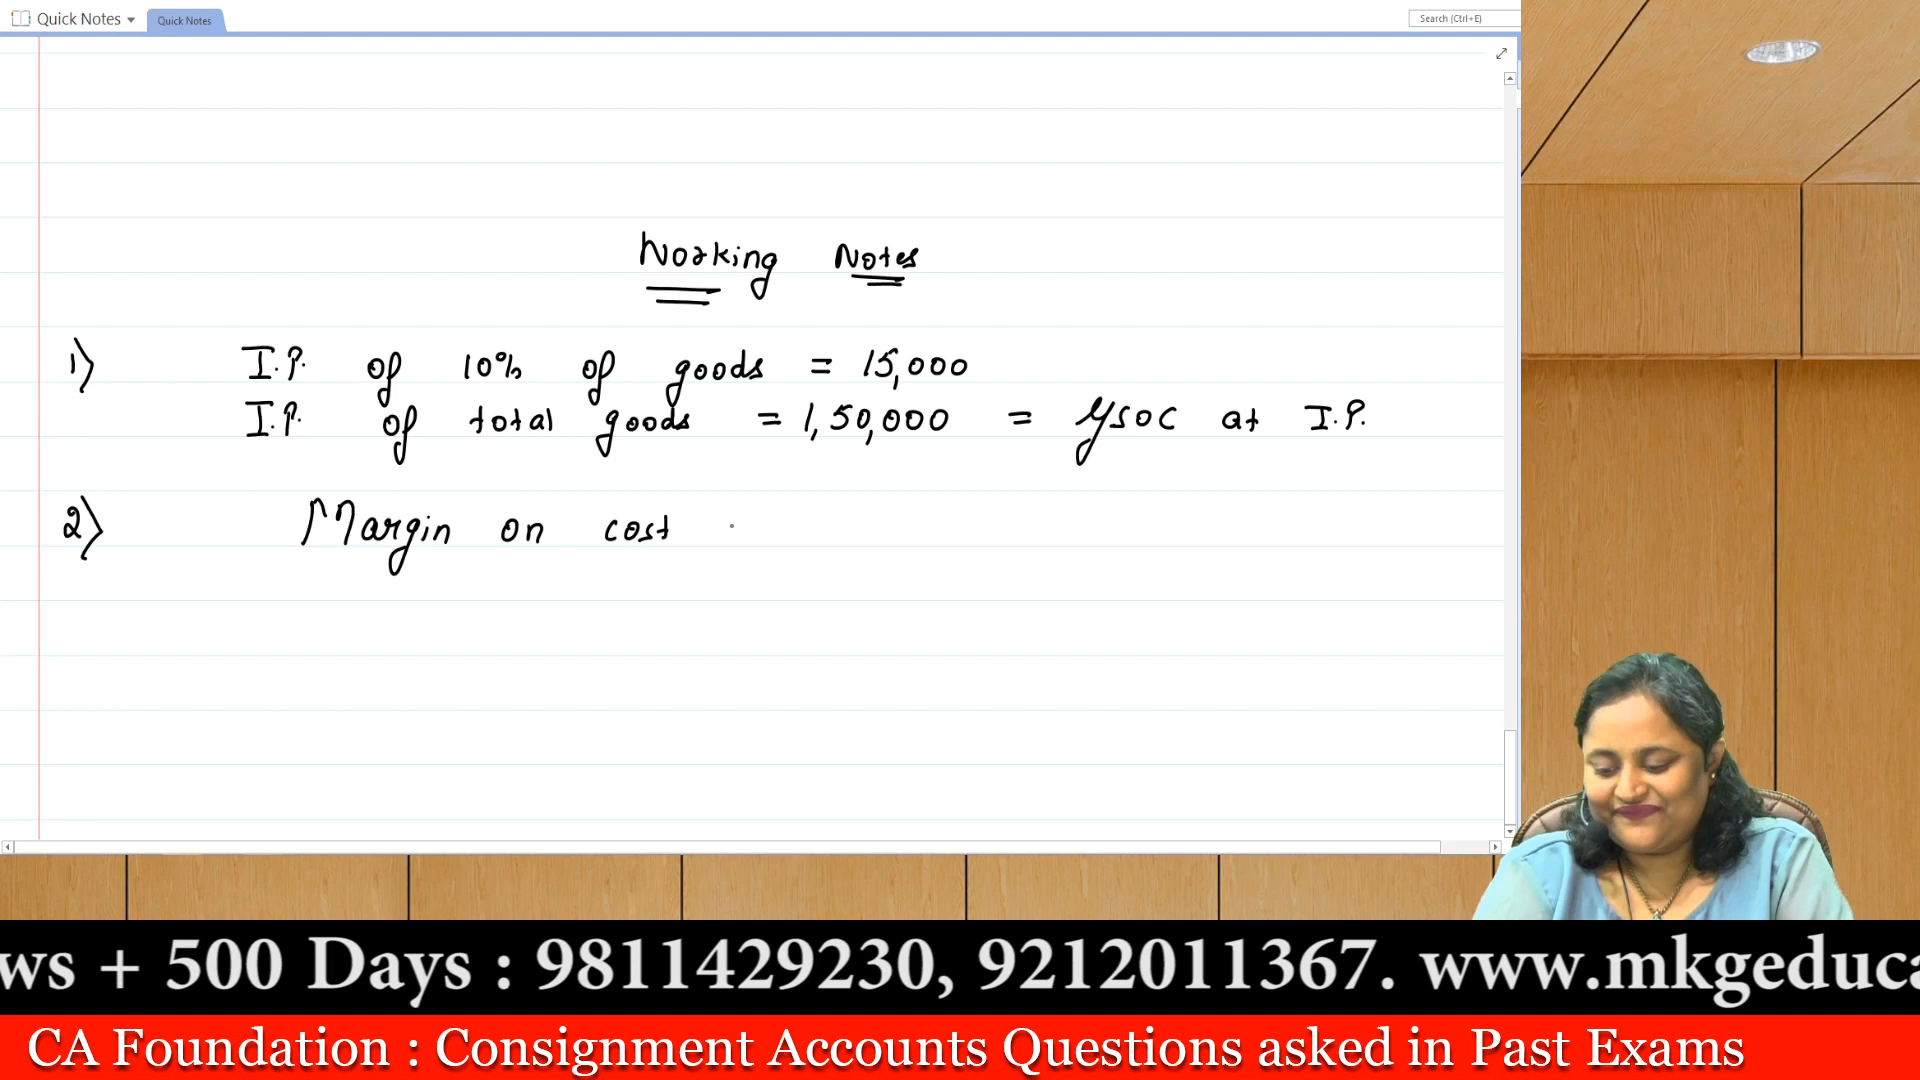 Quick Notes
Quick Notes
Search (Ctrl+E)
Working Notes
1) I.P. of 10% of goods = 15,000
I.P. of total goods = 1,50,000 = GSOC at I.P.
2) Margin on cost
ws + 500 Days : 9811429230, 9212011367. www.mkgeduca
CA Foundation : Consignment Accounts Questions asked in Past Exams